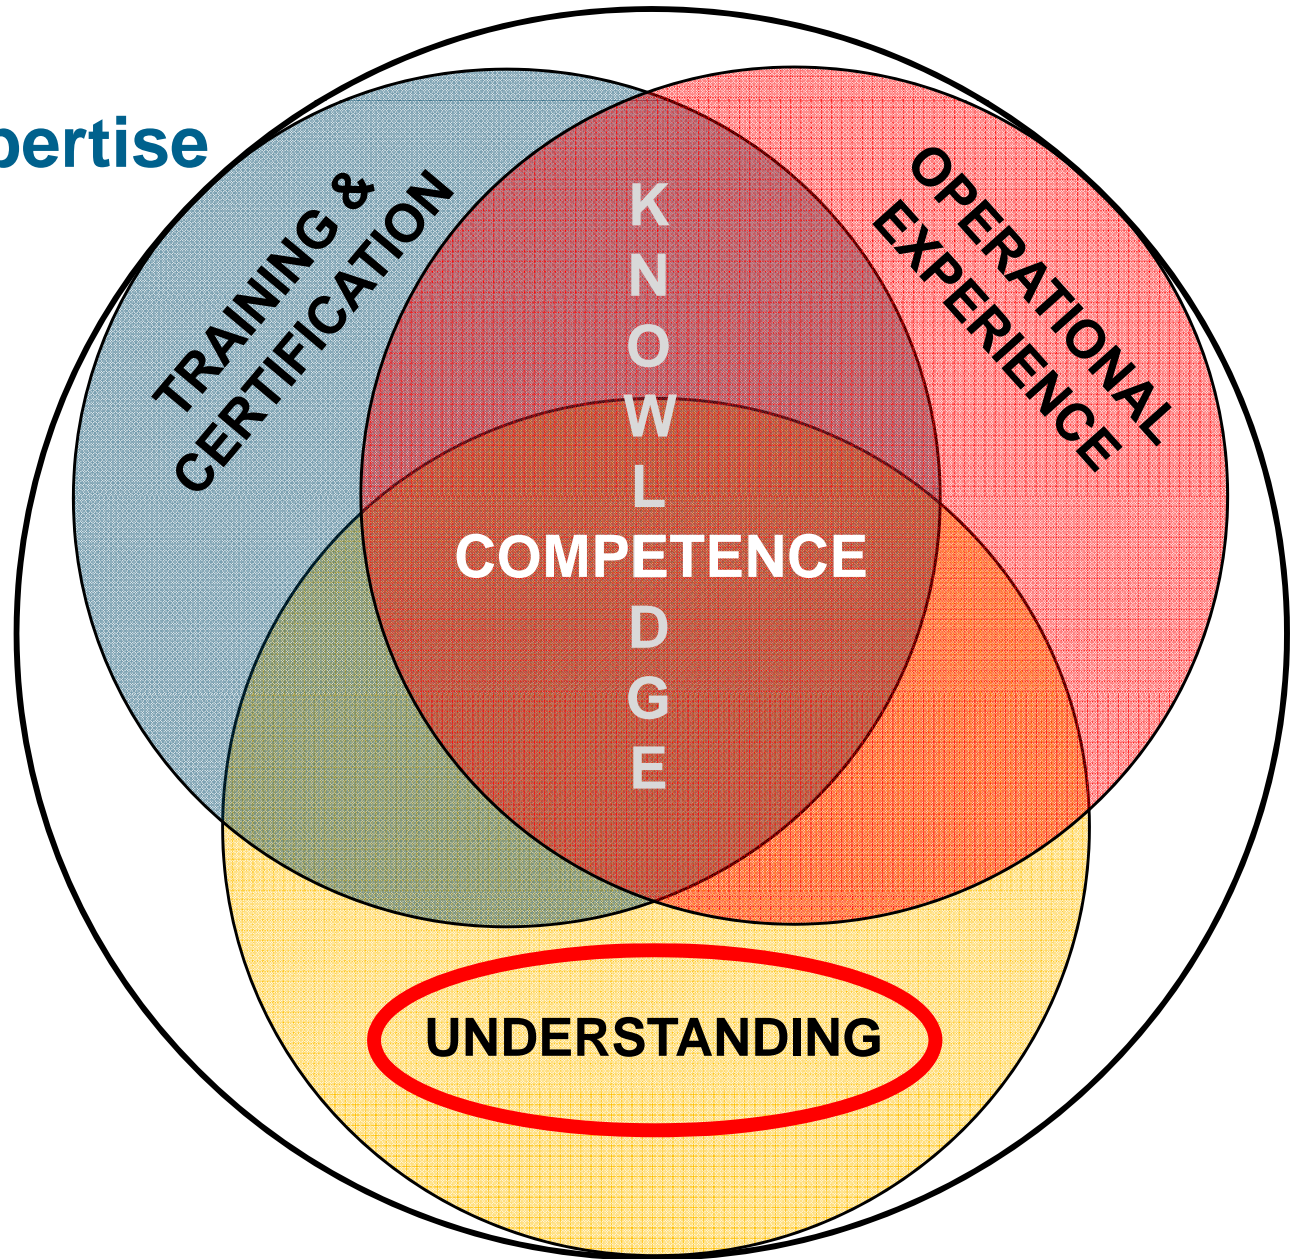 pertise
TRAINING &
CERTIFICATION
OPERATIONAL
EXPERIENCE
KNOWLEDGE
COMPETENCE
UNDERSTANDING